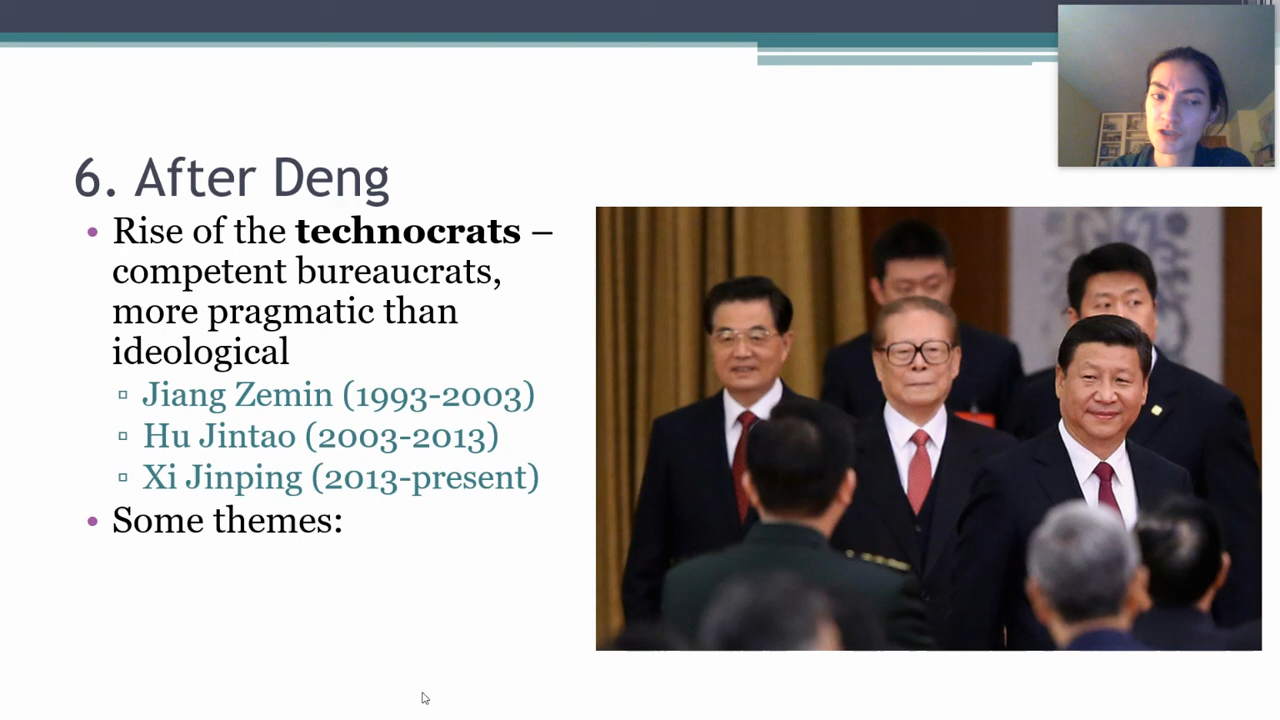 6. After Deng
• Rise of the technocrats –
competent bureaucrats,
more pragmatic than
ideological
▫ Jiang Zemin (1993-2003)
▫ Hu Jintao (2003-2013)
▫ Xi Jinping (2013-present)
• Some themes: